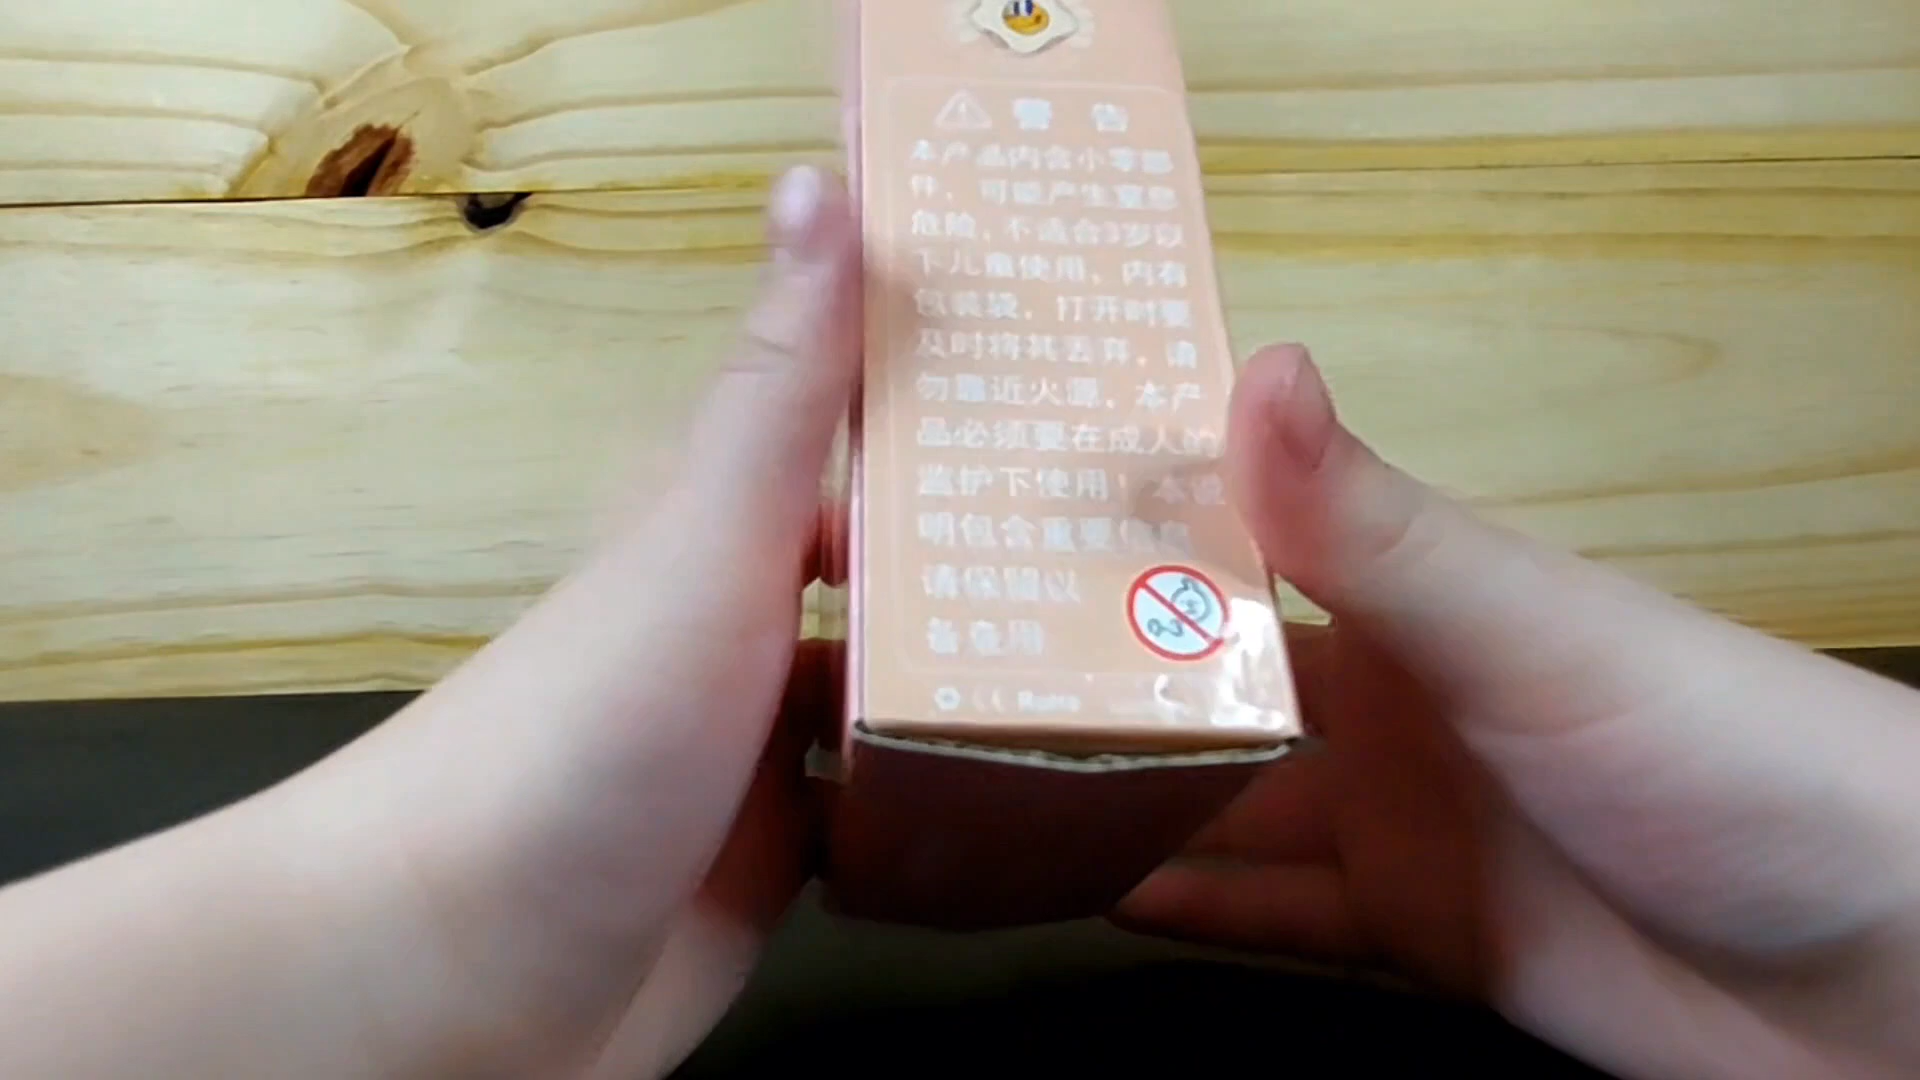 警 告
本产品内含小零部
件，可能产生窒息
危险，不适合3岁以
下儿童使用，内有
包装袋，打开时要
及时将其丢弃，请
勿靠近火源，本产
品必须要在成人的
监护下使用！本说
明包含重要信息
请保留以
备备用
RoHS